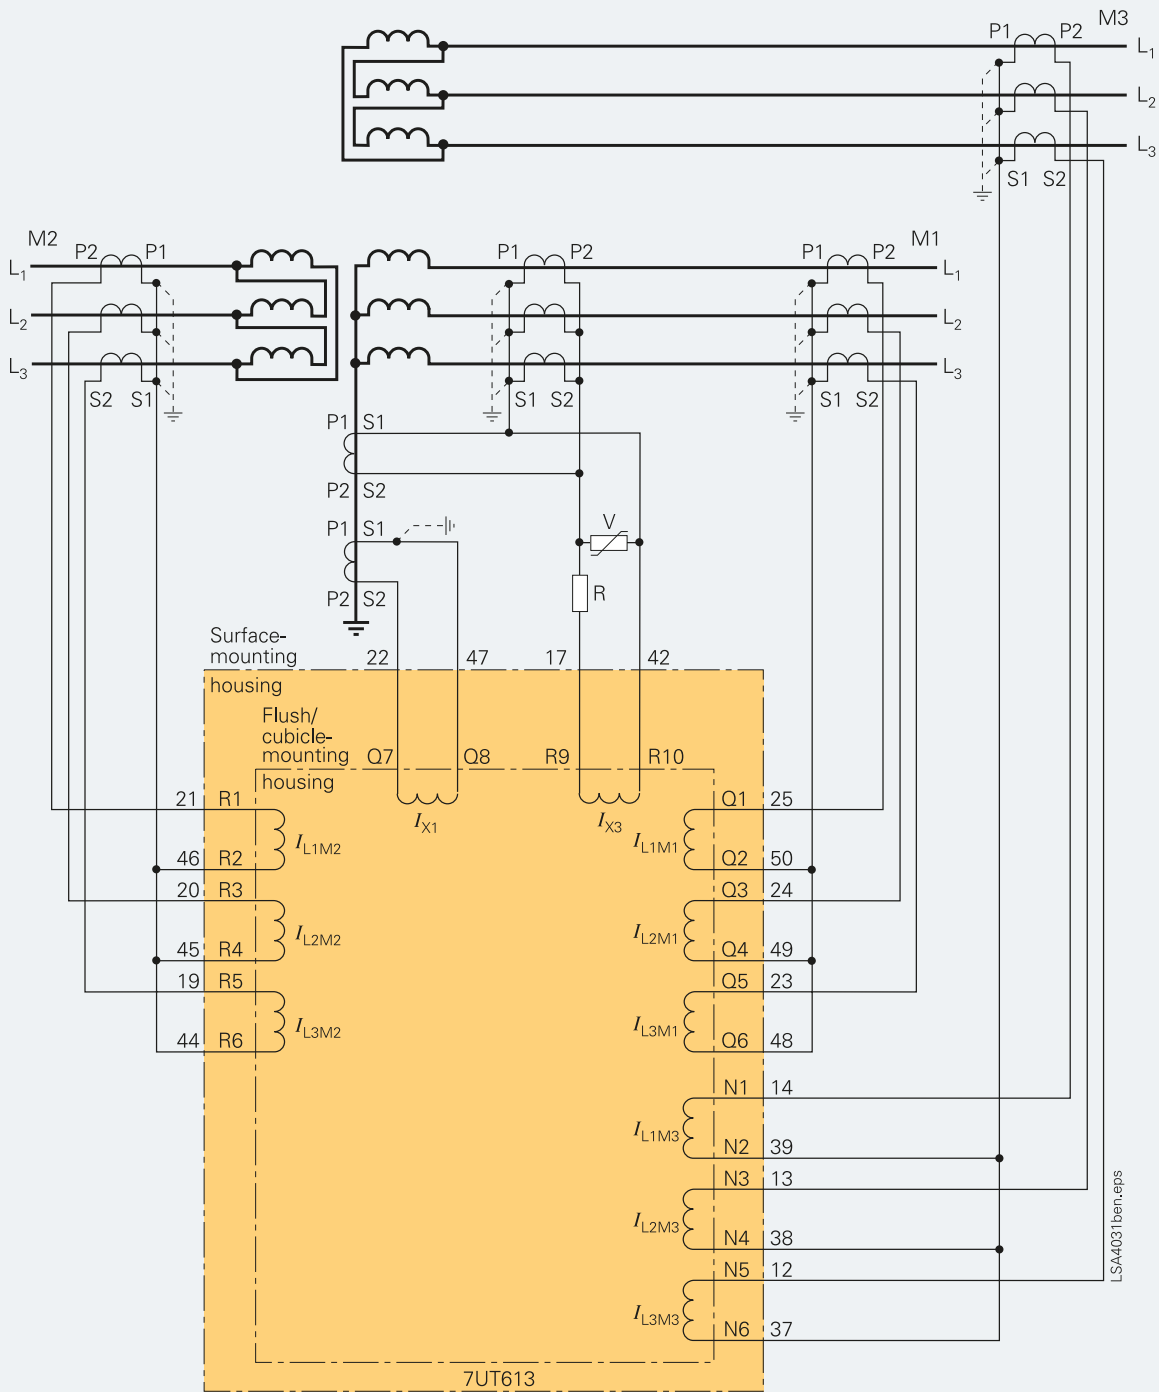 M3
P1 P2
L1
L2
L3
S1 S2
M2
P2 P1
P1 P2
P1 P2
M1
L1
L1
L2
L2
L3
L3
S2 S1
S1 S2
S1 S2
P1 S1
P2 S2
P1 S1
V
R
P2 S2
Surface-
mounting
housing
22 47 17 42
Flush/
cubicle-
mounting
housing
Q7 Q8 R9 R10
IX1
IX3
21 R1
Q1 25
IL1M2
IL1M1
46 R2
Q2 50
20 R3
Q3 24
IL2M2
IL2M1
45 R4
Q4 49
19 R5
Q5 23
IL3M2
IL3M1
44 R6
Q6 48
N1 14
IL1M3
N2 39
N3 13
IL2M3
N4 38
N5 12
IL3M3
N6 37
7UT613
LSA4031ben.eps